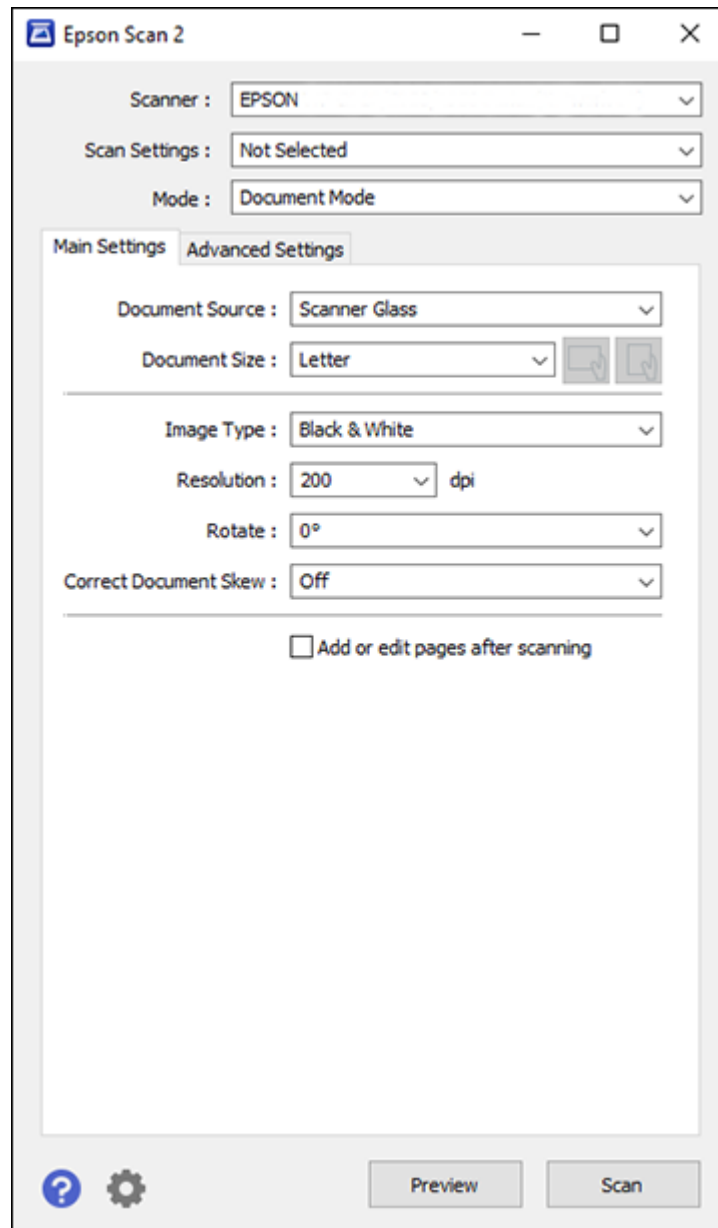 Epson Scan 2
Scanner : EPSON
Scan Settings : Not Selected
Mode : Document Mode
Main Settings Advanced Settings
Document Source : Scanner Glass
Document Size : Letter
Image Type : Black & White
Resolution : 200 dpi
Rotate : 0°
Correct Document Skew : Off
Add or edit pages after scanning
? Preview Scan